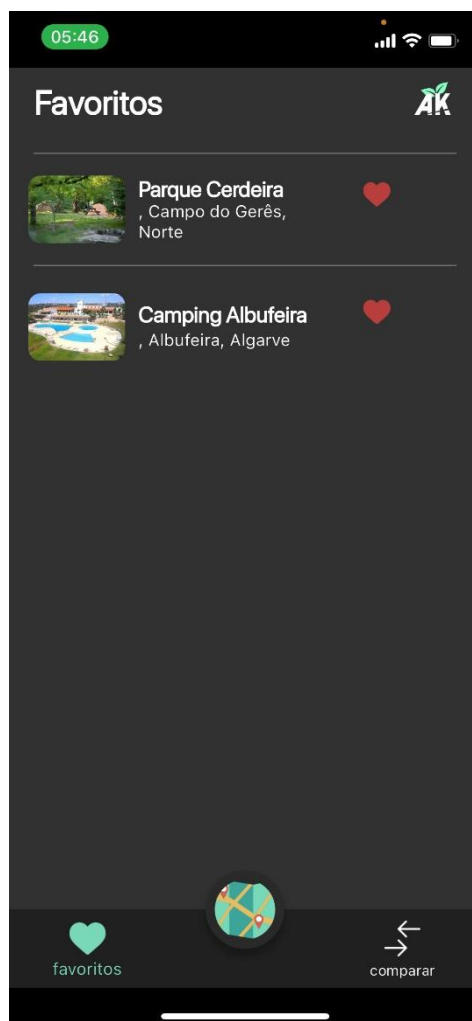 05:46
Favoritos
AK
Parque Cerdeira
, Campo do Gerês,
Norte
Camping Albufeira
, Albufeira, Algarve
favoritos
comparar